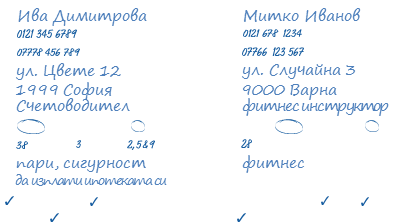 Ива Димитрова
0121 345 6789
07778 456 789
ул. Цвете 12
1999 София
Счетоводител
38 3 2,5&9
пари, сигурност
да изплати ипотеката си
✓ ✓
✓
Митко Иванов
0121 678 1234
07766 123 567
ул. Случайна 3
9000 Варна
фитнес инструктор
28
фитнес
✓ ✓
✓